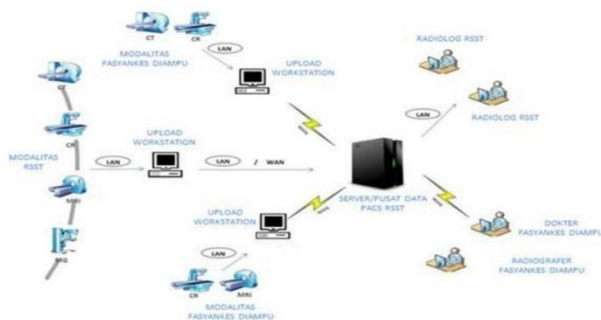 CT
CR
LAN
MODALITAS
FASYANKES DIAMPU
UPLOAD
WORKSTATION
RADIOLOG RSST
LAN
RADIOLOG RSST
CR
MODALITAS
RSST
LAN
UPLOAD
WORKSTATION
LAN / WAN
MRI
MG
SERVER/PUSAT DATA
PACS RSST
UPLOAD
WORKSTATION
LAN
DOKTER
FASYANKES DIAMPU
RADIOGRAFER
FASYANKES DIAMPU
CR
MRI
MODALITAS
FASYANKES DIAMPU